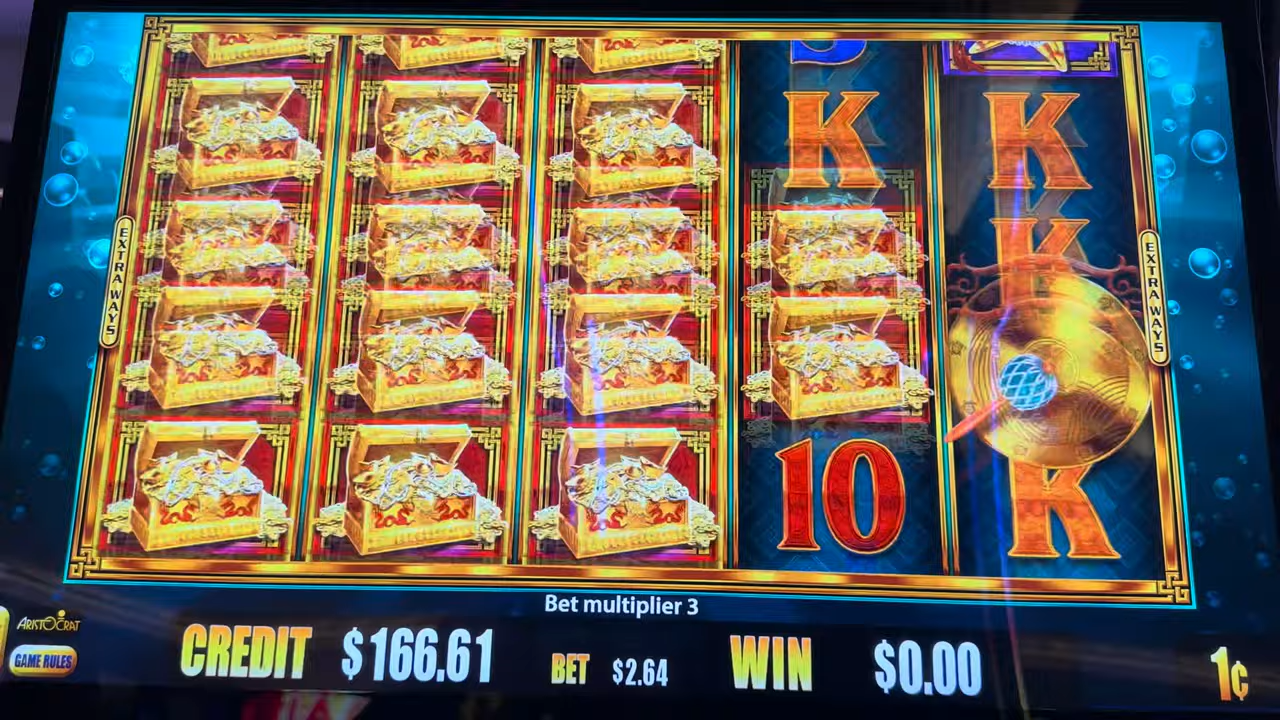 K
K
K
10
K
EXTRA WAYS
EXTRA WAYS
Bet multiplier 3
ARISTOCRAT
GAME RULES
CREDIT $166.61
BET $2.64
WIN $0.00
1¢